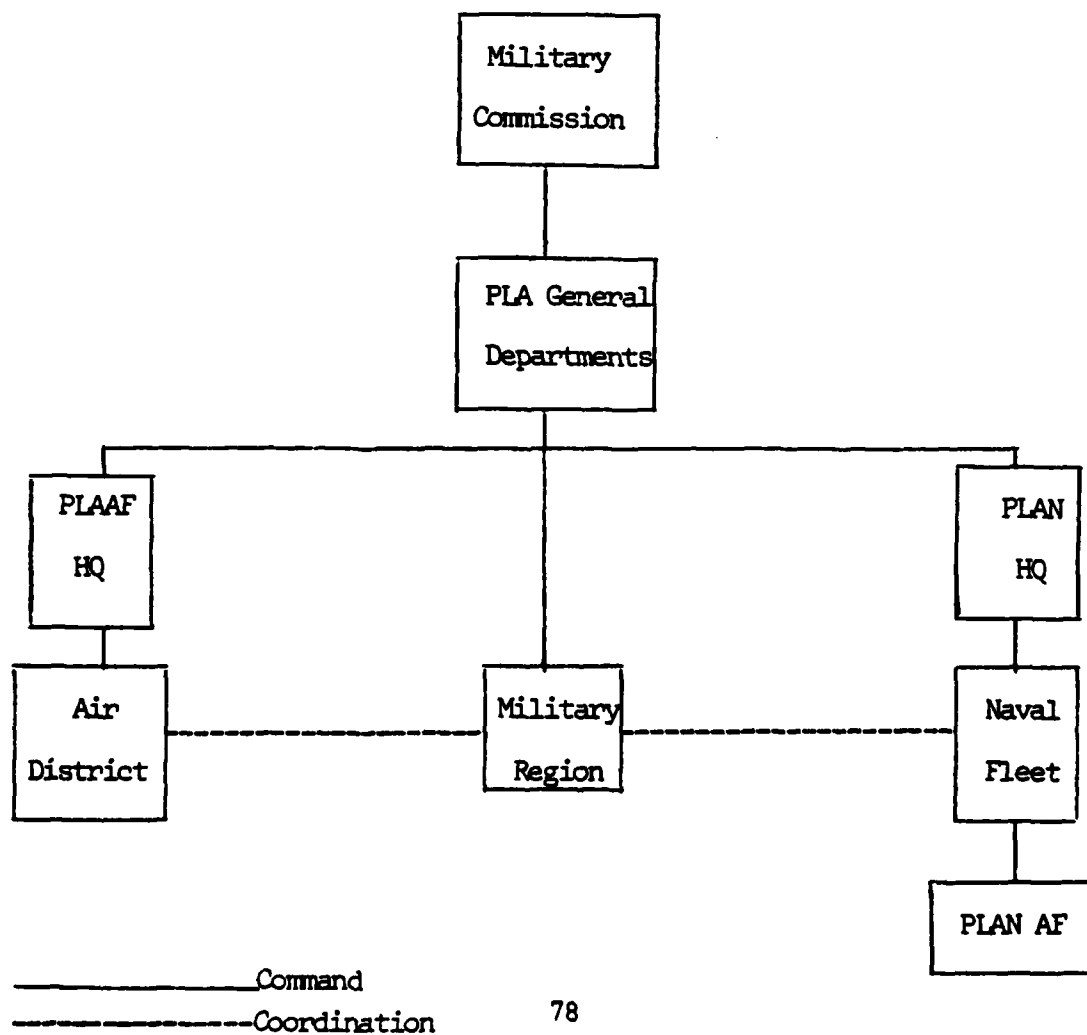 Military
Commission
PLA General
Departments
PLAAF
HQ
PLAN
HQ
Air
District
Military
Region
Naval
Fleet
PLAN AF
Command
Coordination
78